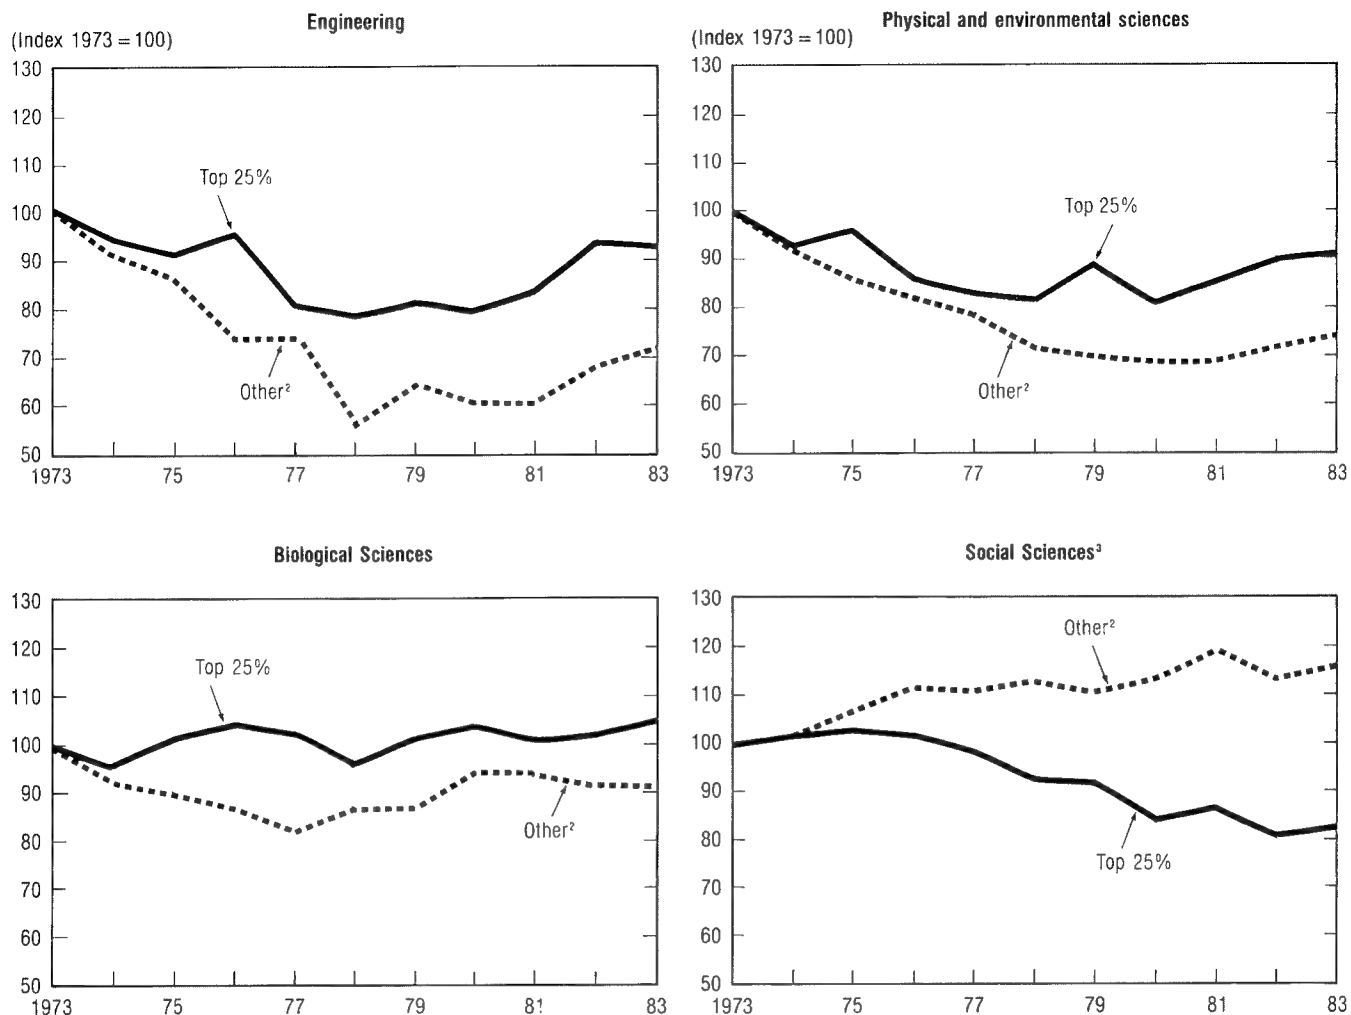 Engineering
(Index 1973 = 100)
130
120
110
100
90
80
70
60
50
Top 25%
Other²
1973 75 77 79 81 83
Physical and environmental sciences
(Index 1973 = 100)
130
120
110
100
90
80
70
60
50
Top 25%
Other²
1973 75 77 79 81 83
Biological Sciences
130
120
110
100
90
80
70
60
50
Top 25%
Other²
1973 75 77 79 81 83
Social Sciences³
130
120
110
100
90
80
70
60
50
Other²
Top 25%
1973 75 77 79 81 83